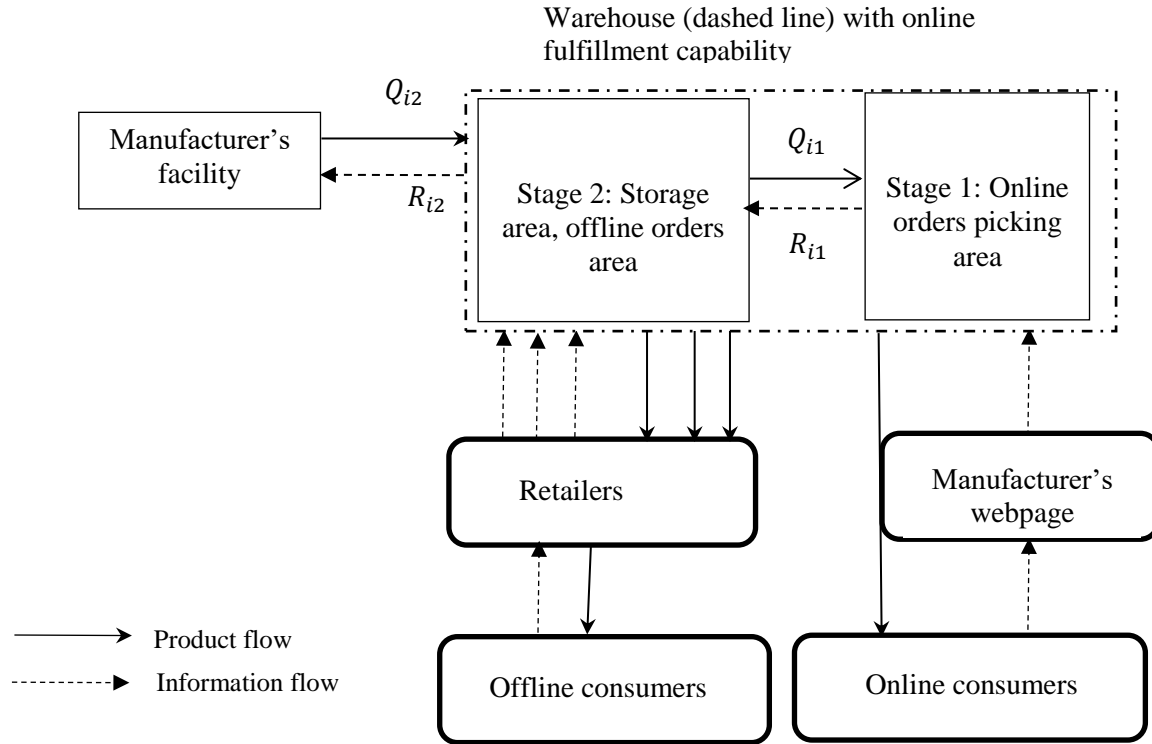 Warehouse (dashed line) with online
fulfillment capability
Q_{i2}
Manufacturer’s
facility
R_{i2}
Stage 2: Storage
area, offline orders
area
Q_{i1}
R_{i1}
Stage 1: Online
orders picking
area
Retailers
Manufacturer’s
webpage
Product flow
Information flow
Offline consumers
Online consumers